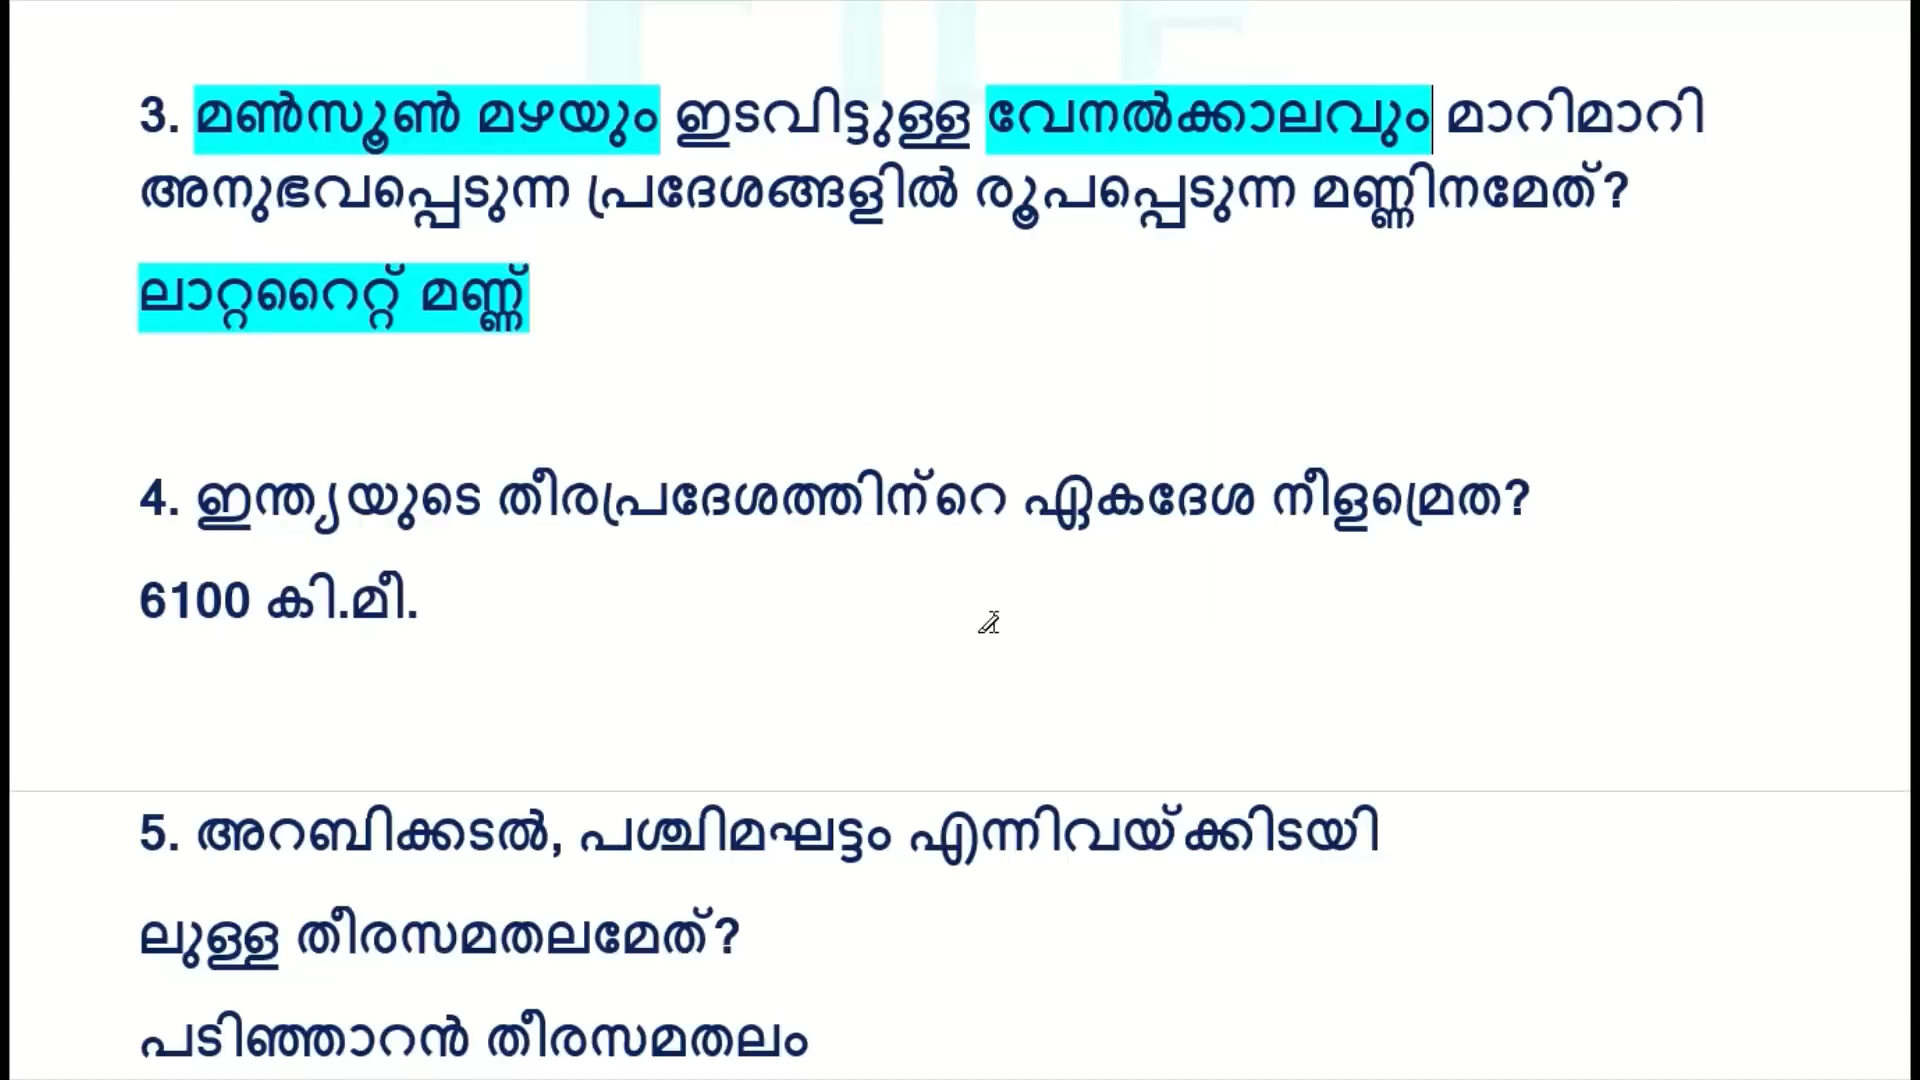 3. മൺസൂൺ മഴയും ഇടവിട്ടുള്ള വേനൽക്കാലവും മാറിമാറി
അനുഭവപ്പെടുന്ന പ്രദേശങ്ങളിൽ രൂപപ്പെടുന്ന മണ്ണിനമേത്?
ലാറ്ററൈറ്റ് മണ്ണ്
4. ഇന്ത്യയുടെ തീരപ്രദേശത്തിന്റെ ഏകദേശ നീളമെത്ര?
6100 കി.മീ.
5. അറബിക്കടൽ, പശ്ചിമഘട്ടം എന്നിവയ്ക്കിടയി
ലുള്ള തീരസമതലമേത്?
പടിഞ്ഞാറൻ തീരസമതലം